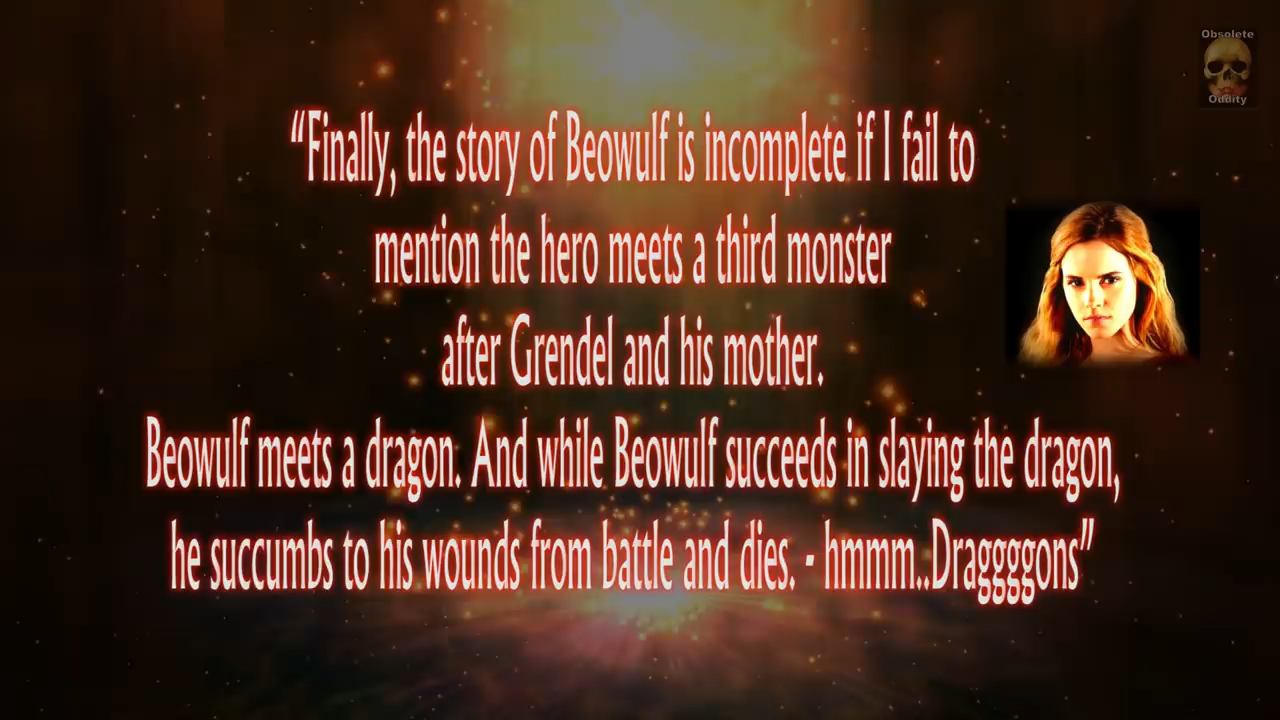 Obsolete
Oddity
“Finally, the story of Beowulf is incomplete if I fail to
mention the hero meets a third monster
after Grendel and his mother.
Beowulf meets a dragon. And while Beowulf succeeds in slaying the dragon,
he succumbs to his wounds from battle and dies. - hmmm..Draggggons”